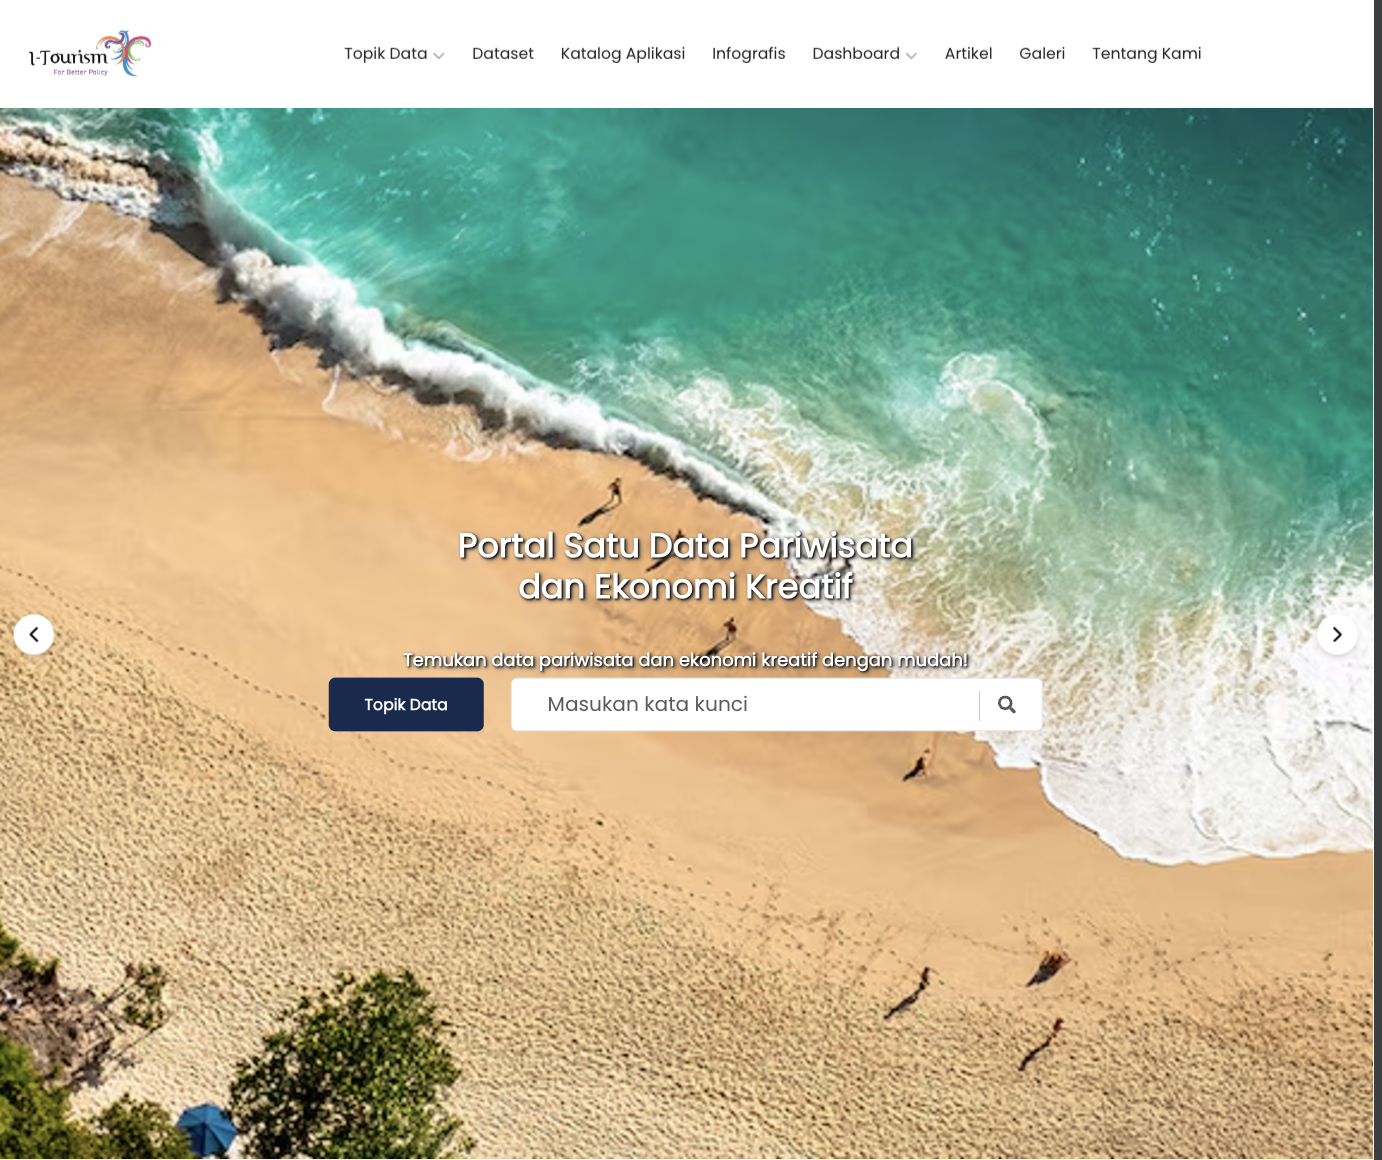 I-Tourism
For Better Policy
Topik Data
Dataset
Katalog Aplikasi
Infografis
Dashboard
Artikel
Galeri
Tentang Kami
Portal Satu Data Pariwisata
dan Ekonomi Kreatif
Temukan data pariwisata dan ekonomi kreatif dengan mudah!
Topik Data
Masukan kata kunci